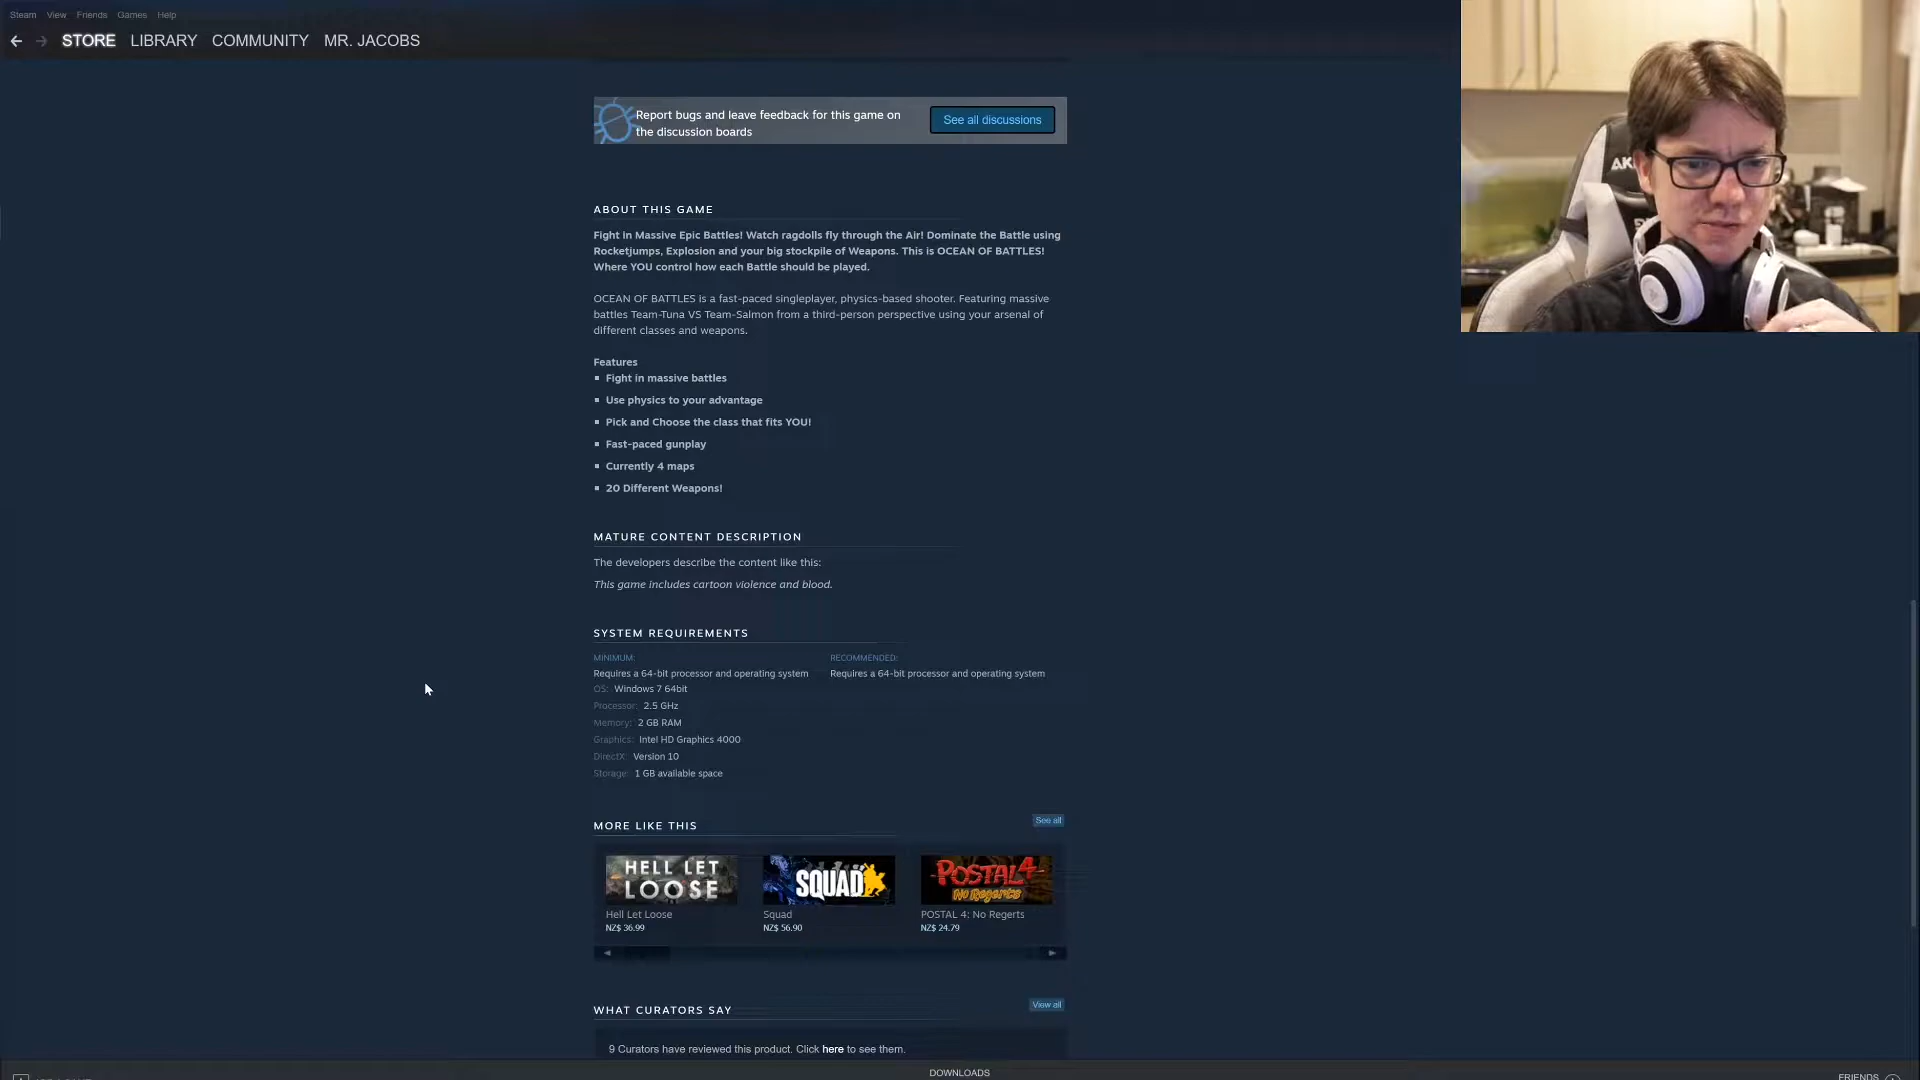 Steam View Friends Games Help
STORE LIBRARY COMMUNITY MR. JACOBS
Report bugs and leave feedback for this game on
the discussion boards
See all discussions
ABOUT THIS GAME
Fight in Massive Epic Battles! Watch ragdolls fly through the Air! Dominate the Battle using
Rocketjumps, Explosion and your big stockpile of Weapons. This is OCEAN OF BATTLES!
Where YOU control how each Battle should be played.
OCEAN OF BATTLES is a fast-paced singleplayer, physics-based shooter. Featuring massive
battles Team-Tuna VS Team-Salmon from a third-person perspective using your arsenal of
different classes and weapons.
Features
Fight in massive battles
Use physics to your advantage
Pick and Choose the class that fits YOU!
Fast-paced gunplay
Currently 4 maps
20 Different Weapons!
MATURE CONTENT DESCRIPTION
The developers describe the content like this:
This game includes cartoon violence and blood.
SYSTEM REQUIREMENTS
MINIMUM:
Requires a 64-bit processor and operating system
OS: Windows 7 64bit
Processor: 2.5 GHz
Memory: 2 GB RAM
Graphics: Intel HD Graphics 4000
DirectX: Version 10
Storage: 1 GB available space
RECOMMENDED:
Requires a 64-bit processor and operating system
MORE LIKE THIS
See all
HELL LET
LOOSE
Hell Let Loose
NZ$ 36.99
SQUAD
Squad
NZ$ 56.90
POSTAL 4
No Regerts
POSTAL 4: No Regerts
NZ$ 24.79
WHAT CURATORS SAY
View all
9 Curators have reviewed this product. Click here to see them.
DOWNLOADS
FRIENDS